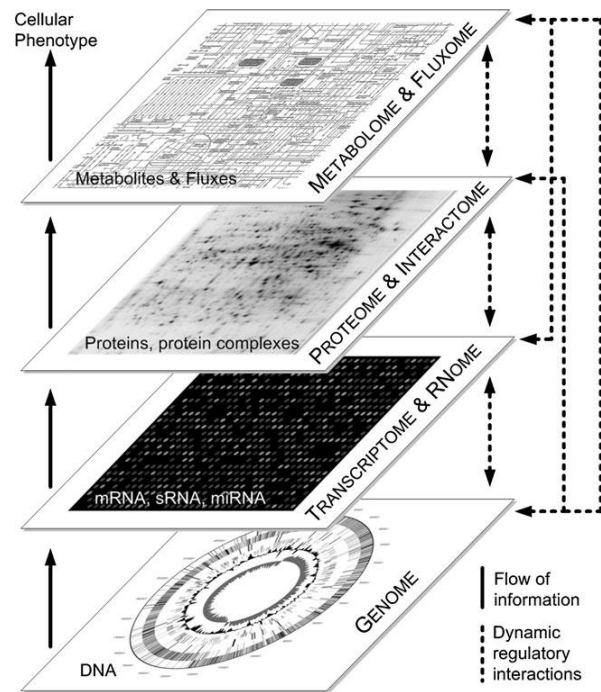 Cellular
Phenotype
METABOLOME & FLUXOME
Metabolites & Fluxes
PROTEOME & INTERACTOME
Proteins, protein complexes
TRANSCRIPTOME & RNOME
mRNA, sRNA, miRNA
GENOME
DNA
Flow of
information
Dynamic
regulatory
interactions